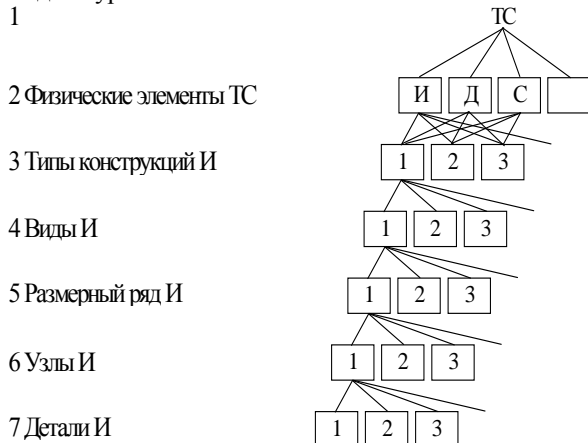 1 ТС
2 Физические элементы ТС И Д С
3 Типы конструкций И 1 2 3
4 Виды И 1 2 3
5 Размерный ряд И 1 2 3
6 Узлы И 1 2 3
7 Детали И 1 2 3